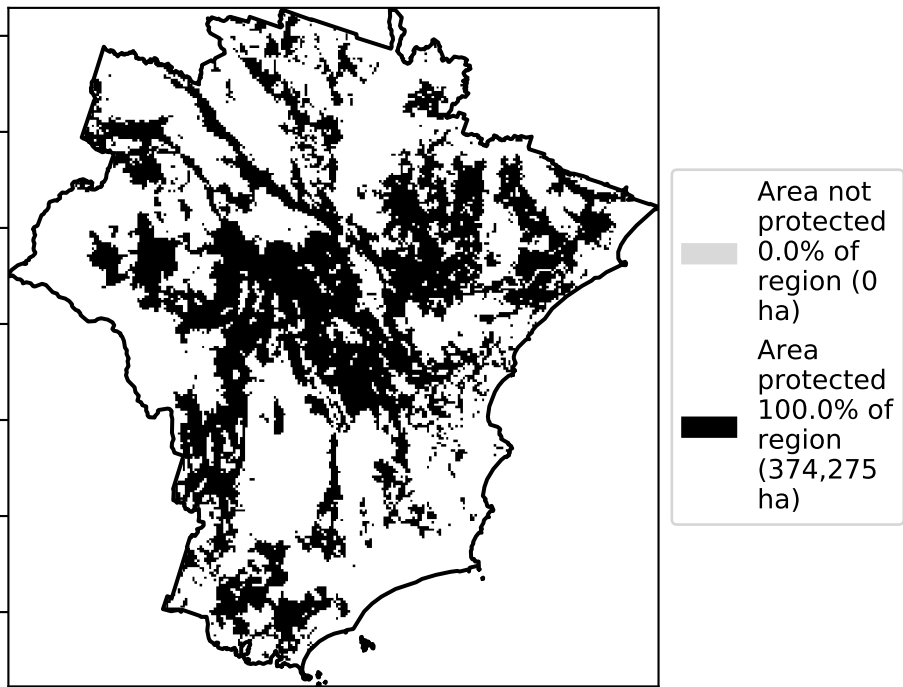 Area not
protected
0.0% of
region (0
ha)
Area
protected
100.0% of
region
(374,275
ha)